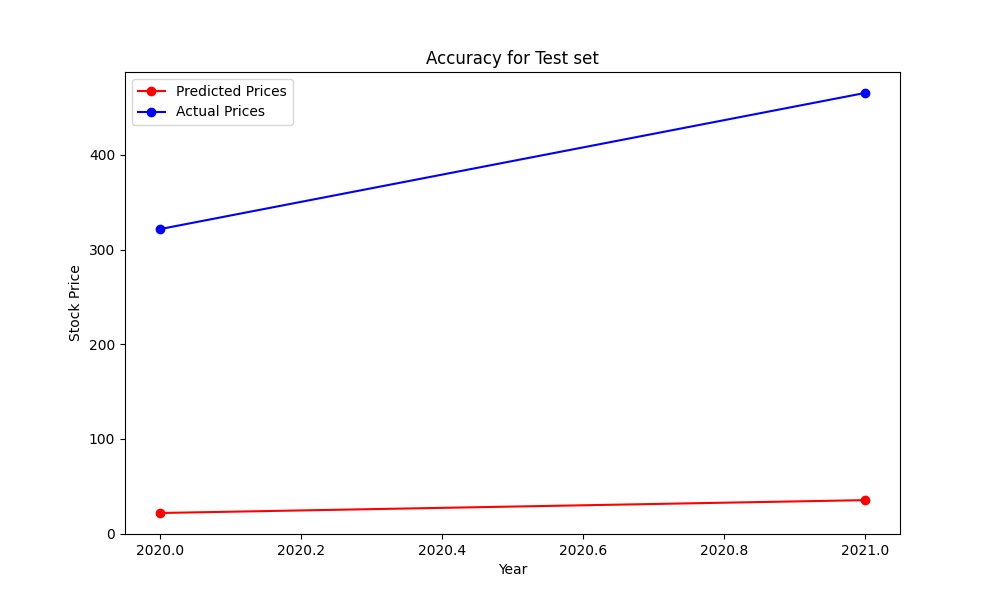 Accuracy for Test set
Predicted Prices
Actual Prices
Stock Price
400
300
200
100
0
2020.0 2020.2 2020.4 2020.6 2020.8 2021.0
Year